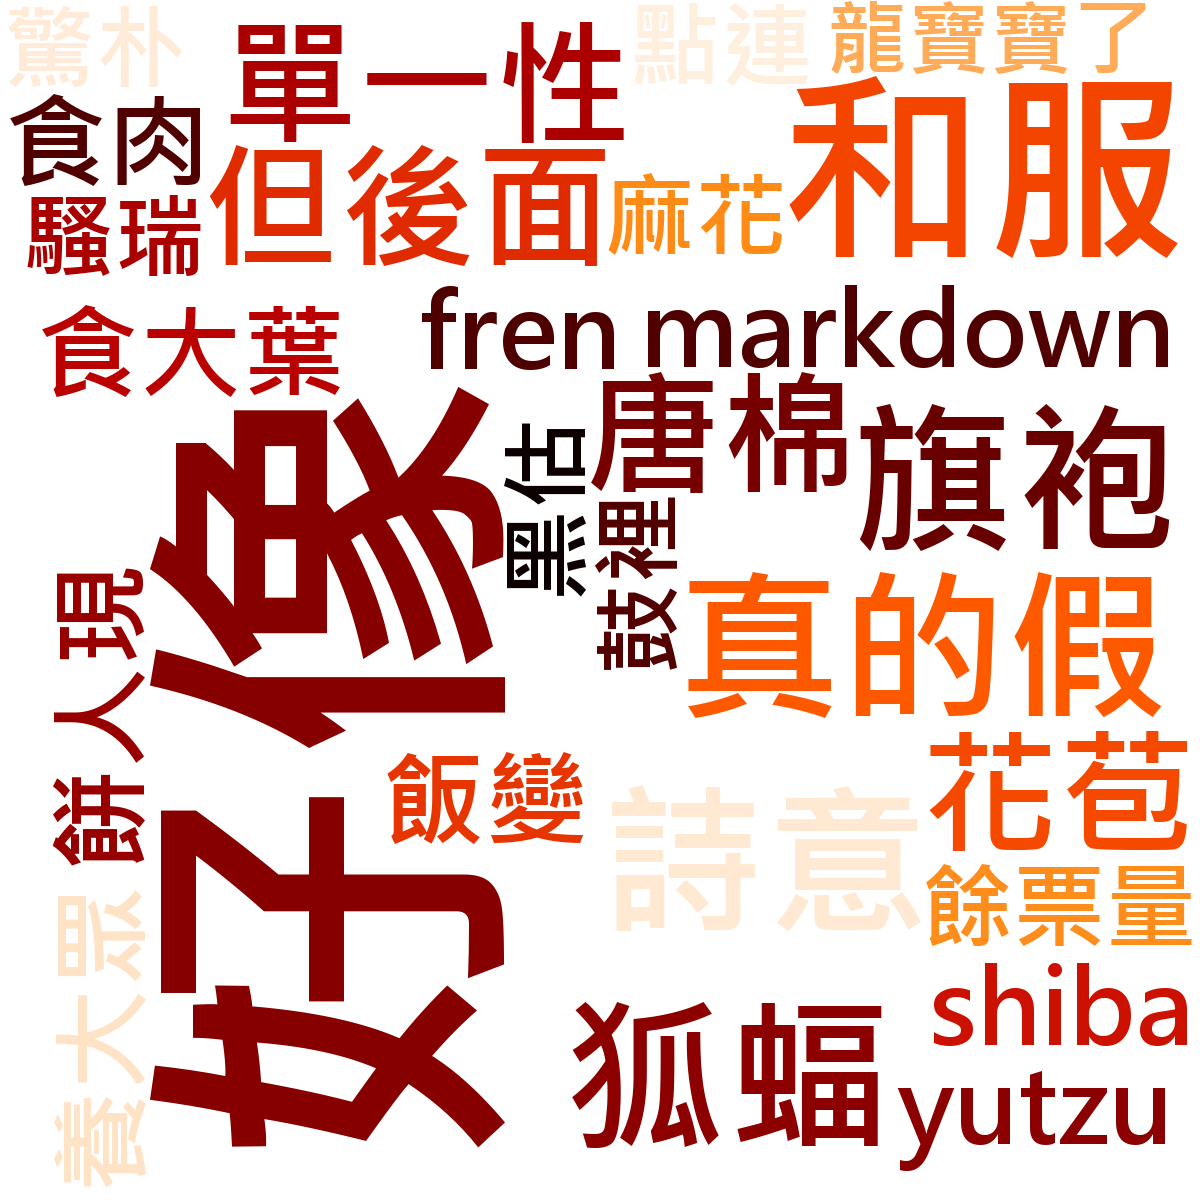 驚朴
單一性
點連
龍寶寶了
食肉
和服
騷瑞
但後面
麻花
食大葉
fren
markdown
好像
黑估
唐棉
旗袍
鼓裡
餅人現
真的假
飯變
花苞
詩意
餘票量
養大眾
狐蝠
shiba
yutzu